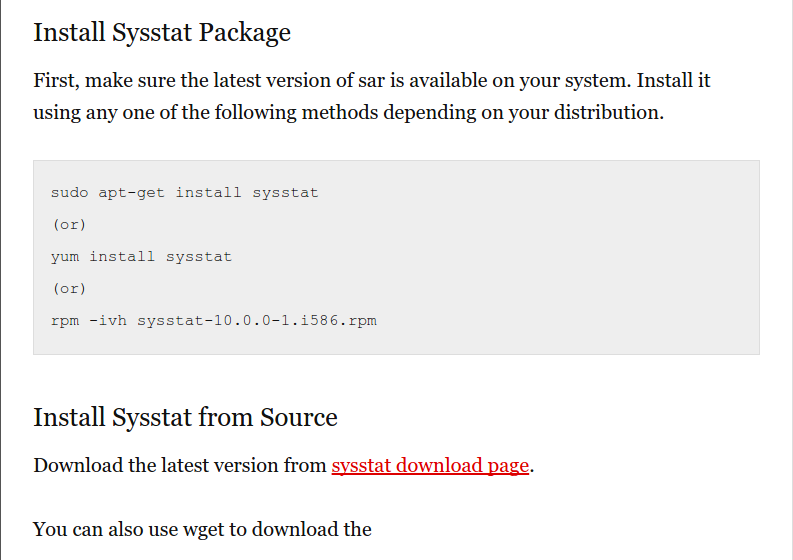 Install Sysstat Package
First, make sure the latest version of sar is available on your system. Install it
using any one of the following methods depending on your distribution.
sudo apt-get install sysstat
(or)
yum install sysstat
(or)
rpm -ivh sysstat-10.0.0-1.i586.rpm
Install Sysstat from Source
Download the latest version from sysstat download page.
You can also use wget to download the